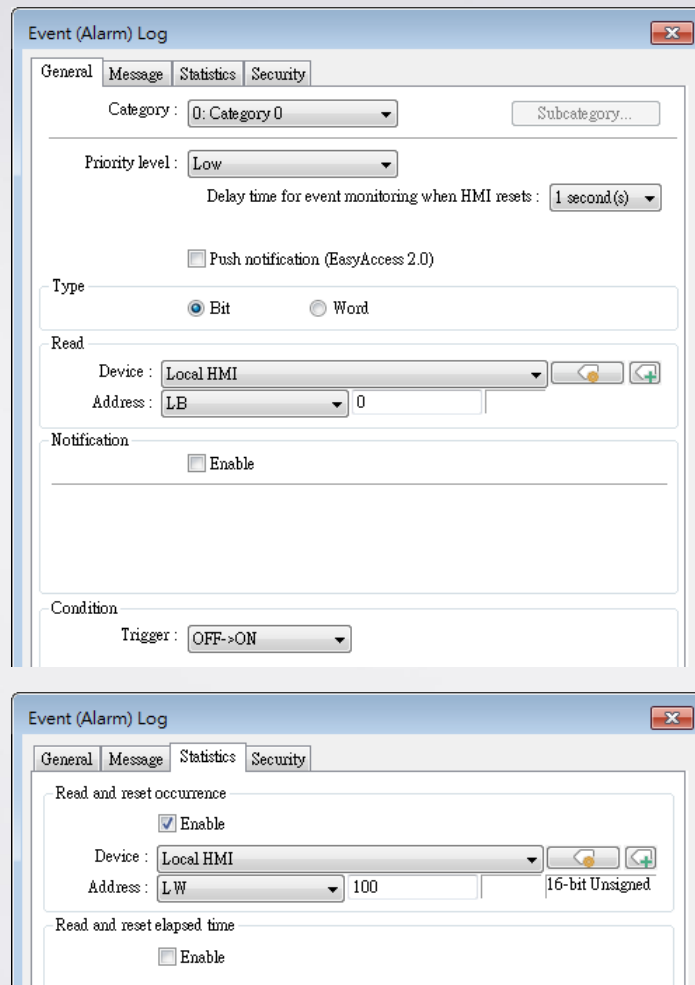 Event (Alarm) Log
General Message Statistics Security
Category : 0: Category 0 Subcategory...
Priority level : Low
Delay time for event monitoring when HMI resets : 1 second(s)
Push notification (EasyAccess 2.0)
Type
Bit Word
Read
Device : Local HMI
Address : LB 0
Notification
Enable
Condition
Trigger : OFF->ON
Event (Alarm) Log
General Message Statistics Security
Read and reset occurrence
Enable
Device : Local HMI
Address : LW 100 16-bit Unsigned
Read and reset elapsed time
Enable